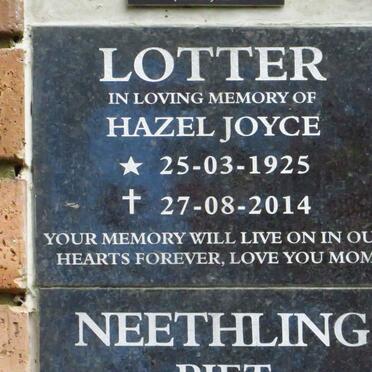 LOTTER
IN LOVING MEMORY OF
HAZEL JOYCE
★ 25-03-1925
✝ 27-08-2014
YOUR MEMORY WILL LIVE ON IN OU
HEARTS FOREVER, LOVE YOU MOM
NEETHLING
PIET